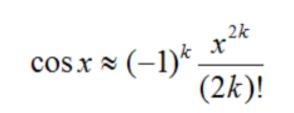 cos x ≈ (−1)^k x^{2k}/(2k)!